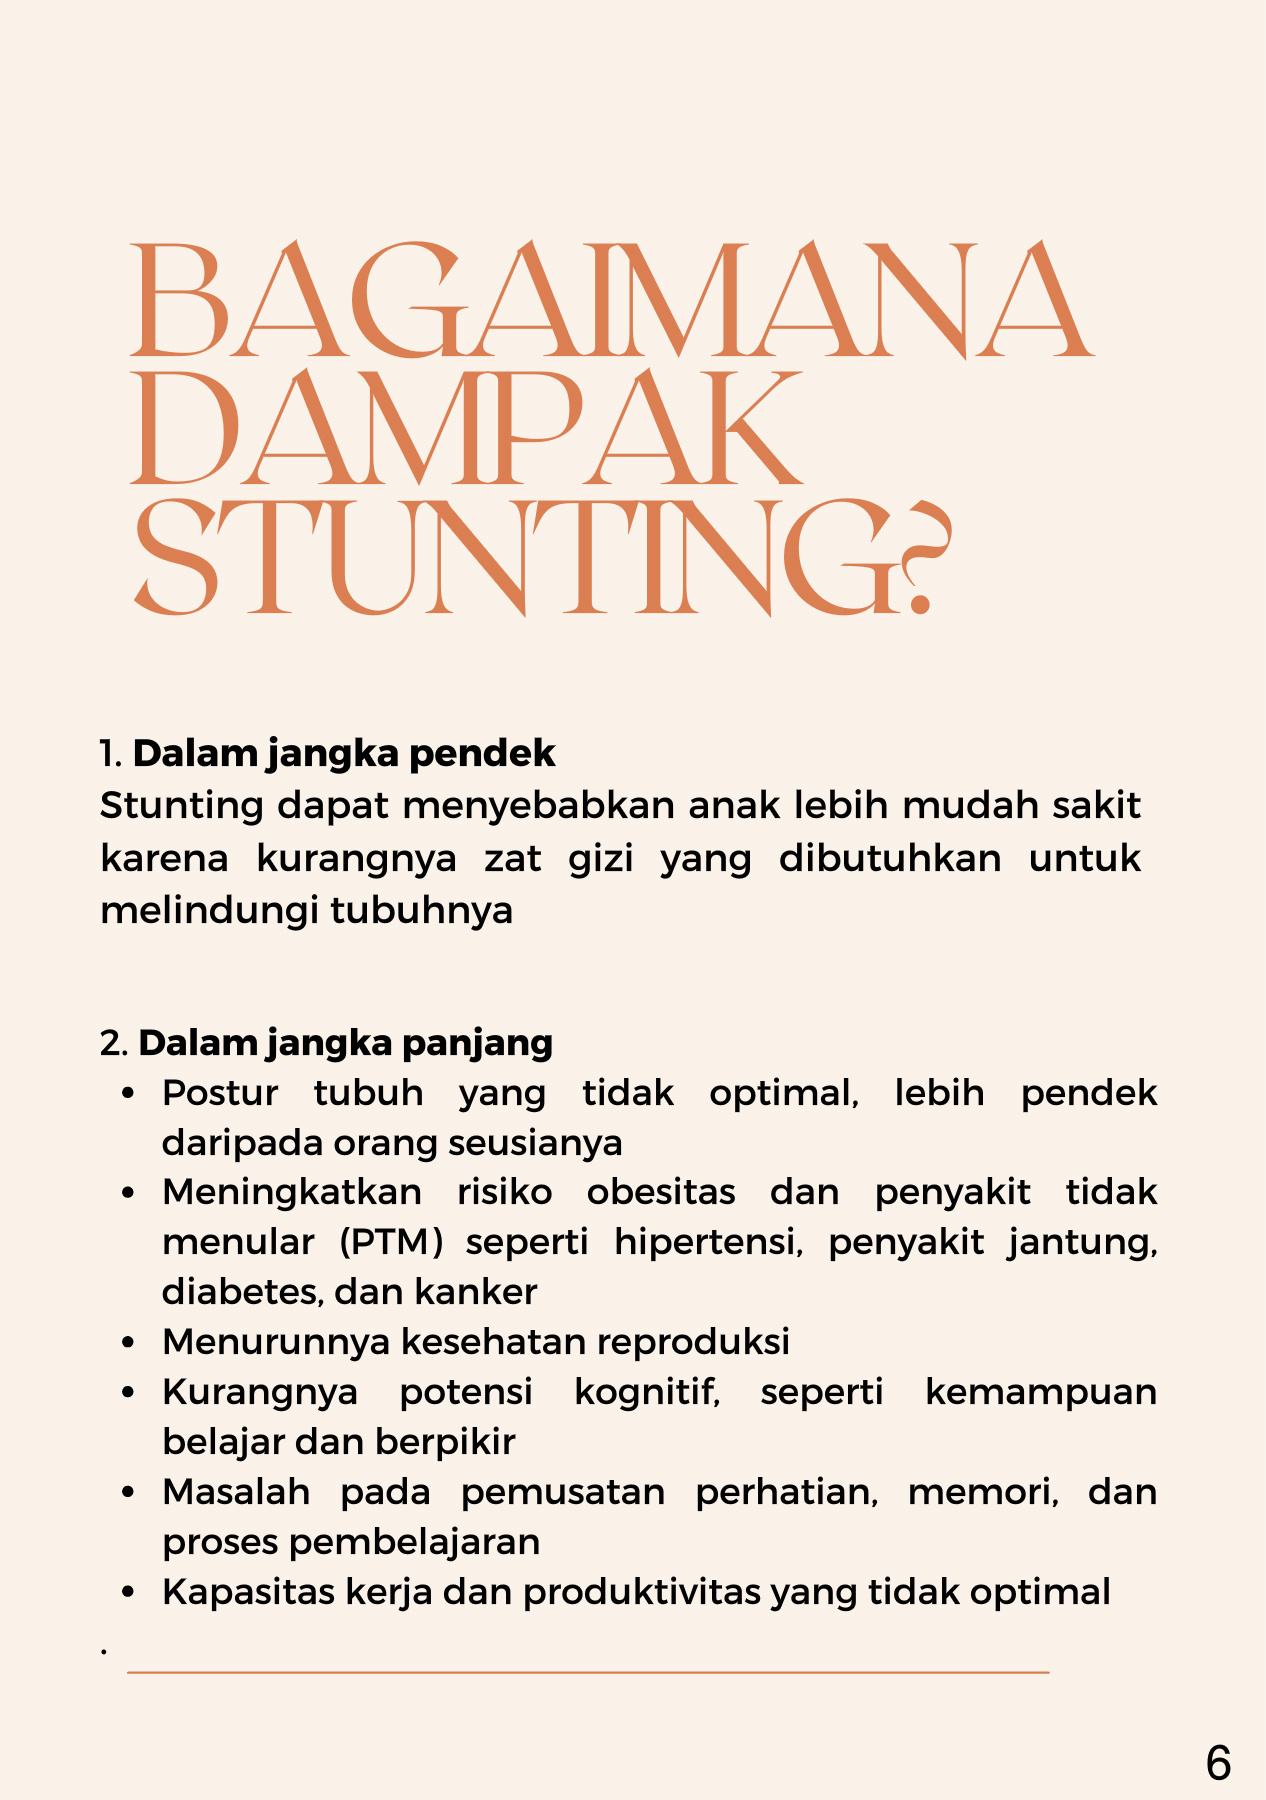 BAGAIMANA
DAMPAK
STUNTING?
1. Dalam jangka pendek
Stunting dapat menyebabkan anak lebih mudah sakit
karena kurangnya zat gizi yang dibutuhkan untuk
melindungi tubuhnya
2. Dalam jangka panjang
• Postur tubuh yang tidak optimal, lebih pendek
daripada orang seusianya
• Meningkatkan risiko obesitas dan penyakit tidak
menular (PTM) seperti hipertensi, penyakit jantung,
diabetes, dan kanker
• Menurunnya kesehatan reproduksi
• Kurangnya potensi kognitif, seperti kemampuan
belajar dan berpikir
• Masalah pada pemusatan perhatian, memori, dan
proses pembelajaran
• Kapasitas kerja dan produktivitas yang tidak optimal
.
6